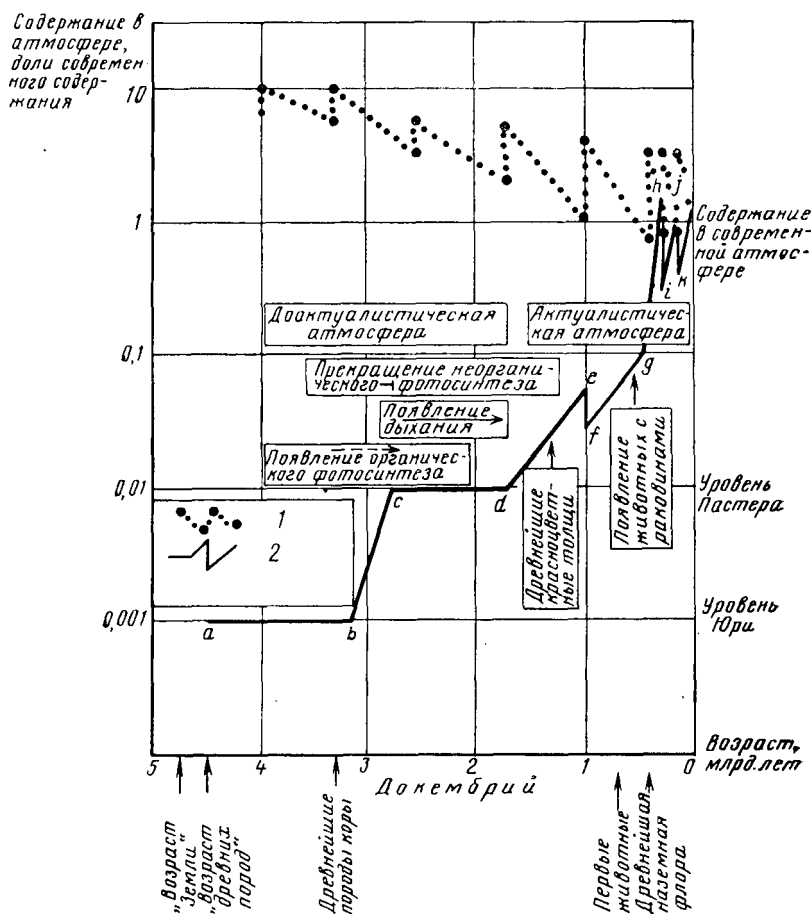 Содержание в
атмосфере,
доли современ-
ного содер-
жания
10
1
0,1
0,01
0,001
h
j
i
k
Содержание
в современ-
ной атмос-
фере
Доактуалистическая
атмосфера
Актуалистичес-
кая атмосфера
Прекращение неоргани-
ческого фотосинтеза
Появление
дыхания
Появление органичес-
кого фотосинтеза
e
f
g
c
d
a
b
1
2
Древнейшие
красноцвет-
ные толщи
Появление
животных с
раковинами
Уровень
Пастера
Уровень
Юри
Возраст,
млрд. лет
5
4
3
2
1
0
Докембрий
„Возраст
Земли“
„Возраст
древних
пород“
Древнейшие
породы коры
Первые
животные
Древнейшая
наземная
флора